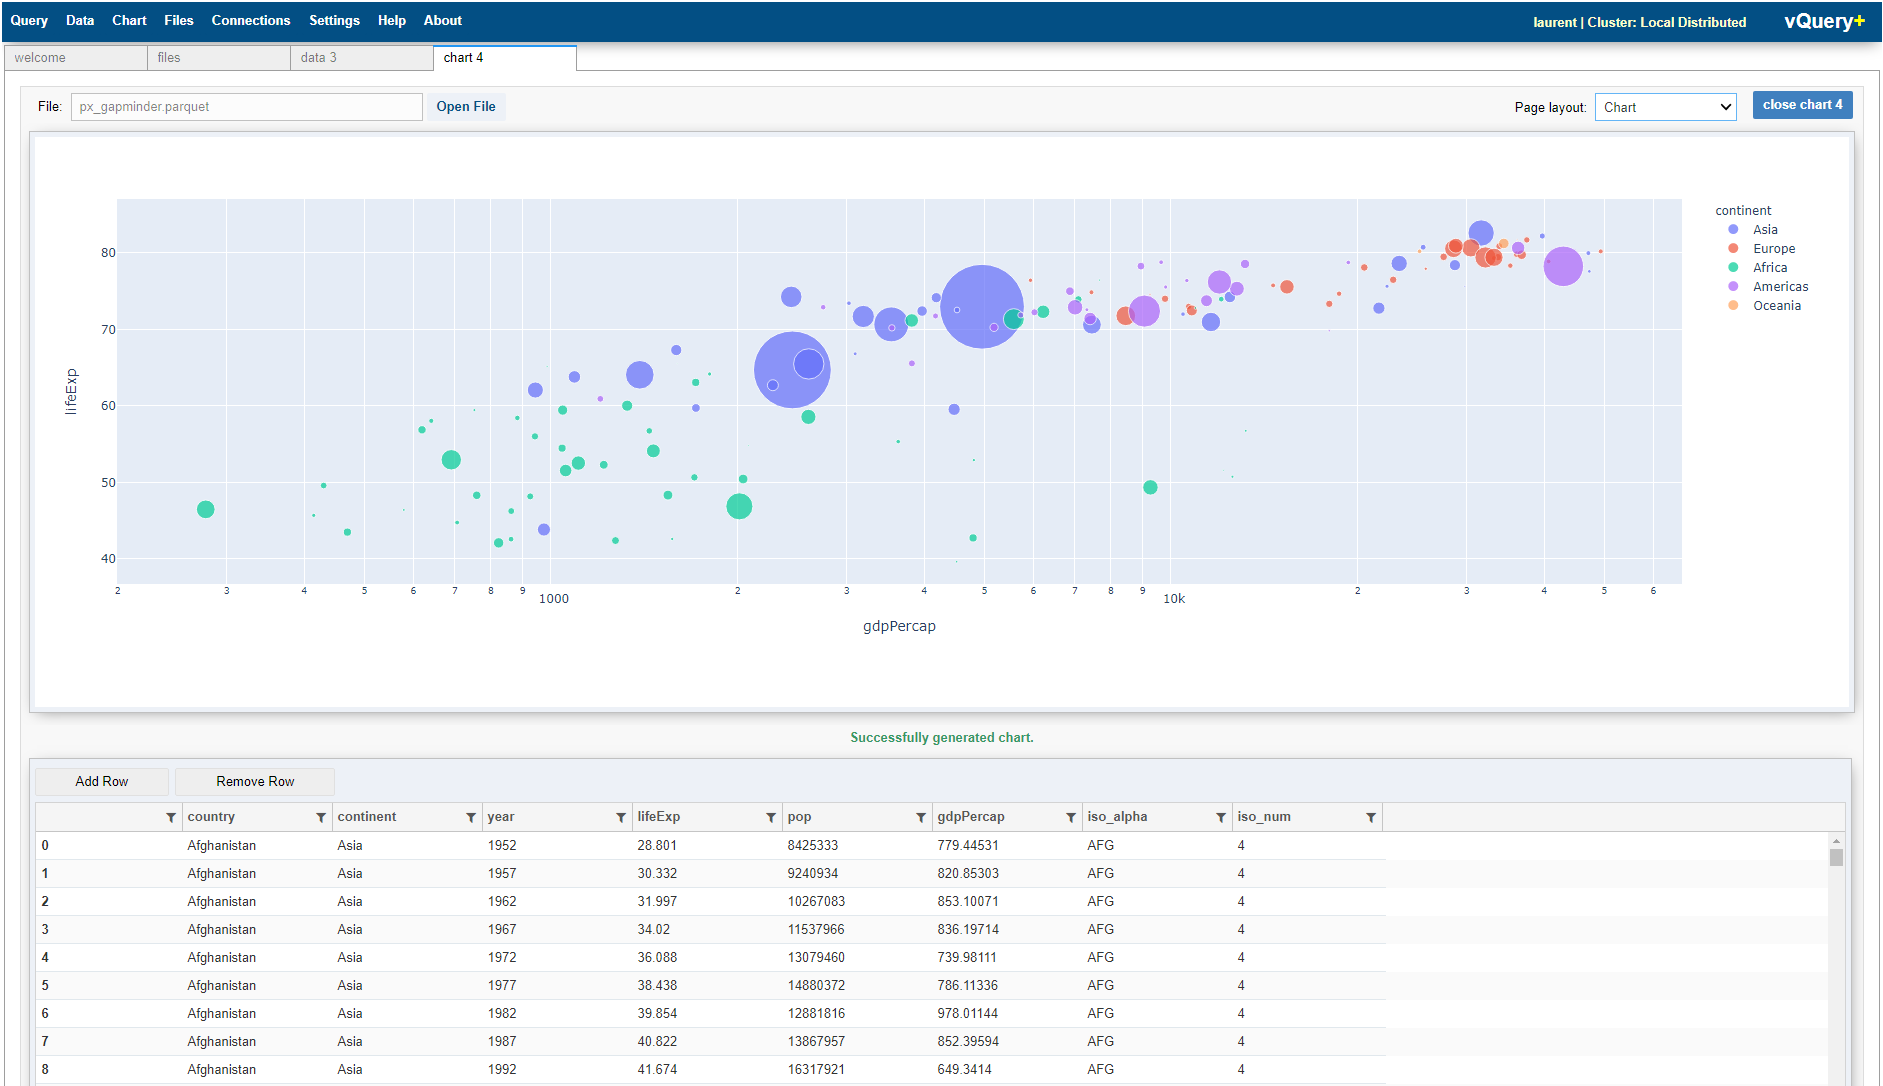 Query Data Chart Files Connections Settings Help About
laurent | Cluster: Local Distributed
vQuery+
welcome files data 3 chart 4
File: px_gapminder.parquet Open File Page layout: Chart close chart 4
continent
Asia
Europe
Africa
Americas
Oceania
80
70
60
50
40
lifeExp
2 3 4 5 6 7 8 9 1000 2 3 4 5 6 7 8 9 10k 2 3 4 5 6
gdpPercap
Successfully generated chart.
Add Row Remove Row
country continent year lifeExp pop gdpPercap iso_alpha iso_num
0 Afghanistan Asia 1952 28.801 8425333 779.44531 AFG 4
1 Afghanistan Asia 1957 30.332 9240934 820.85303 AFG 4
2 Afghanistan Asia 1962 31.997 10267083 853.10071 AFG 4
3 Afghanistan Asia 1967 34.02 11537966 836.19714 AFG 4
4 Afghanistan Asia 1972 36.088 13079460 739.98111 AFG 4
5 Afghanistan Asia 1977 38.438 14880372 786.11336 AFG 4
6 Afghanistan Asia 1982 39.854 12881816 978.01144 AFG 4
7 Afghanistan Asia 1987 40.822 13867957 852.39594 AFG 4
8 Afghanistan Asia 1992 41.674 16317921 649.3414 AFG 4